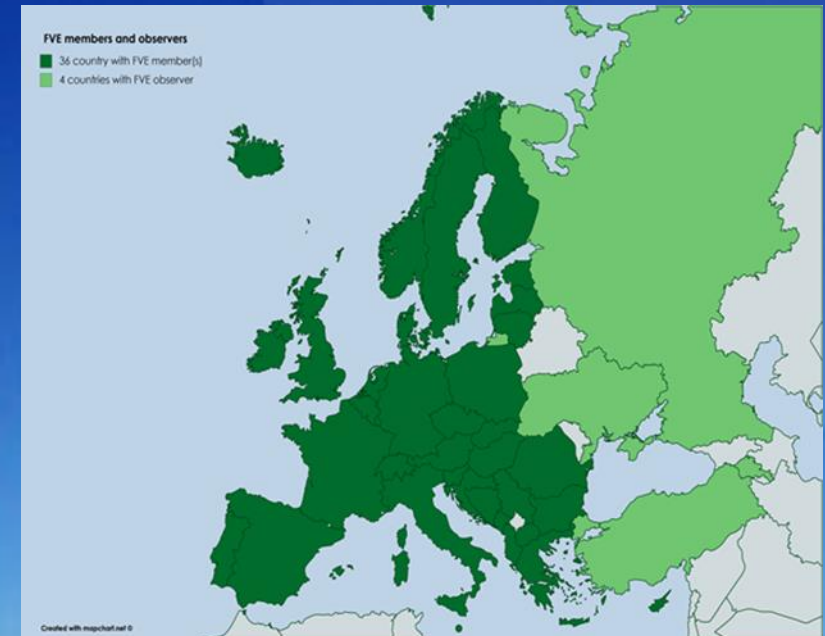 FVE members and observers
36 country with FVE member(s)
4 countries with FVE observer
Created with mapchart.net ©